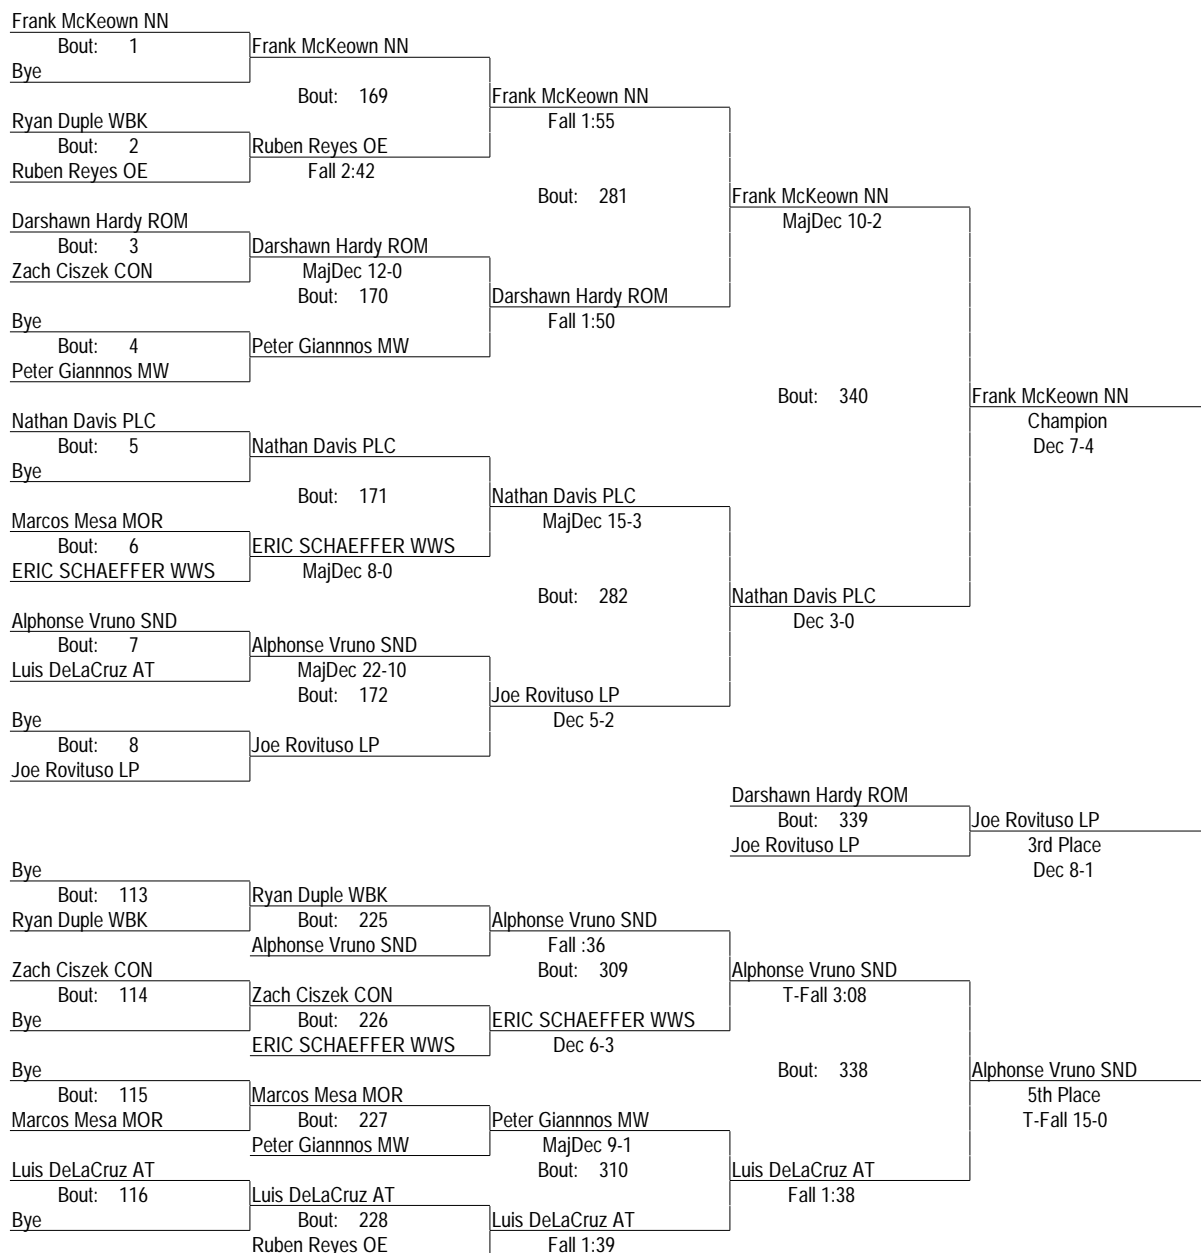 Frank McKeown NN
Bout: 1
Frank McKeown NN
Bye
Bout: 169
Frank McKeown NN
Ryan Duple WBK
Fall 1:55
Bout: 2
Ruben Reyes OE
Ruben Reyes OE
Fall 2:42
Bout: 281
Frank McKeown NN
Darshawn Hardy ROM
MajDec 10-2
Bout: 3
Darshawn Hardy ROM
Zach Ciszek CON
MajDec 12-0
Bout: 170
Darshawn Hardy ROM
Bye
Fall 1:50
Bout: 4
Peter Giannnos MW
Peter Giannnos MW
Bout: 340
Frank McKeown NN
Nathan Davis PLC
Champion
Bout: 5
Nathan Davis PLC
Dec 7-4
Bye
Bout: 171
Nathan Davis PLC
Marcos Mesa MOR
MajDec 15-3
Bout: 6
ERIC SCHAEFFER WWS
ERIC SCHAEFFER WWS
MajDec 8-0
Bout: 282
Nathan Davis PLC
Alphonse Vruno SND
Dec 3-0
Bout: 7
Alphonse Vruno SND
Luis DeLaCruz AT
MajDec 22-10
Bout: 172
Joe Rovituso LP
Bye
Dec 5-2
Bout: 8
Joe Rovituso LP
Joe Rovituso LP
Darshawn Hardy ROM
Bout: 339
Joe Rovituso LP
Joe Rovituso LP
3rd Place
Dec 8-1
Bye
Bout: 113
Ryan Duple WBK
Ryan Duple WBK
Bout: 225
Alphonse Vruno SND
Alphonse Vruno SND
Fall :36
Zach Ciszek CON
Bout: 309
Alphonse Vruno SND
Bout: 114
Zach Ciszek CON
T-Fall 3:08
Bye
Bout: 226
ERIC SCHAEFFER WWS
ERIC SCHAEFFER WWS
Dec 6-3
Bye
Bout: 338
Alphonse Vruno SND
Bout: 115
Marcos Mesa MOR
5th Place
Marcos Mesa MOR
Bout: 227
Peter Giannnos MW
T-Fall 15-0
Peter Giannnos MW
MajDec 9-1
Luis DeLaCruz AT
Bout: 310
Luis DeLaCruz AT
Bout: 116
Luis DeLaCruz AT
Fall 1:38
Bye
Bout: 228
Luis DeLaCruz AT
Ruben Reyes OE
Fall 1:39